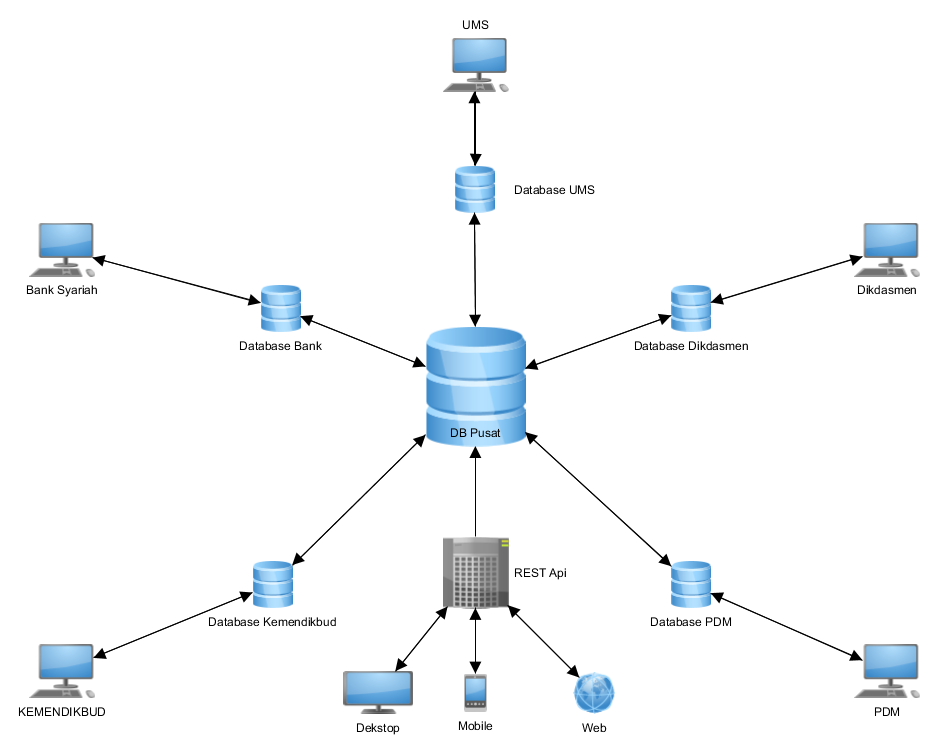 UMS
Database UMS
Bank Syariah
Dikdasmen
Database Bank
Database Dikdasmen
DB Pusat
REST Api
Database Kemendikbud
Database PDM
KEMENDIKBUD
Dekstop
Mobile
Web
PDM